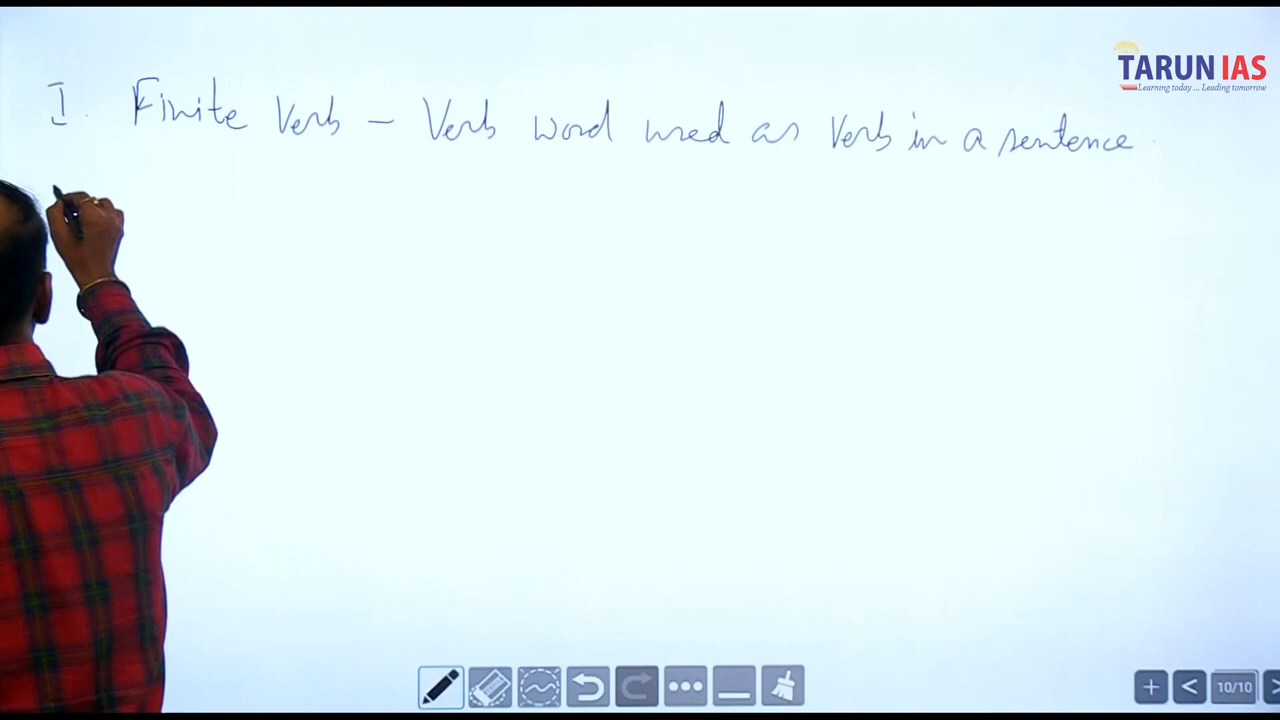 TARUN IAS
Learning today ... Leading tomorrow
I. Finite Verb – Verb word used as verb in a sentence.
10/10